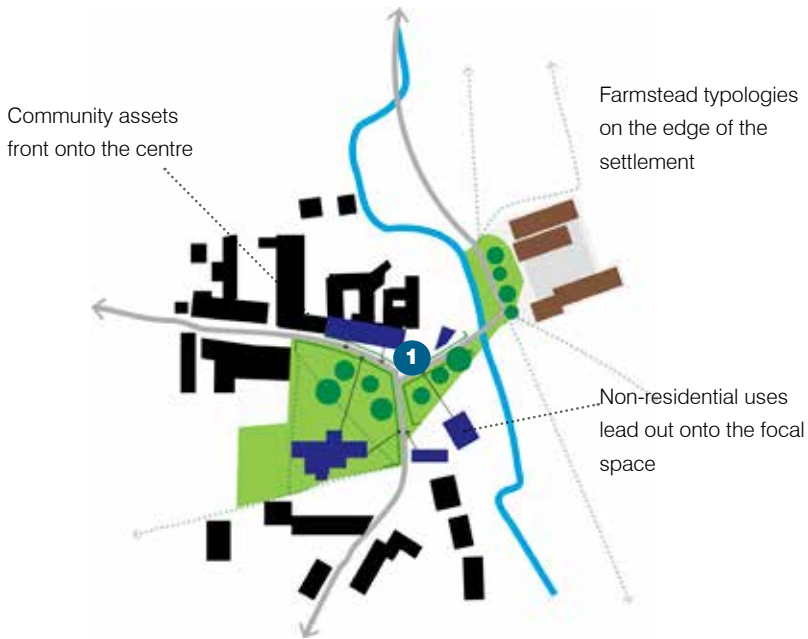 Community assets
front onto the centre
Farmstead typologies
on the edge of the
settlement
1
Non-residential uses
lead out onto the focal
space